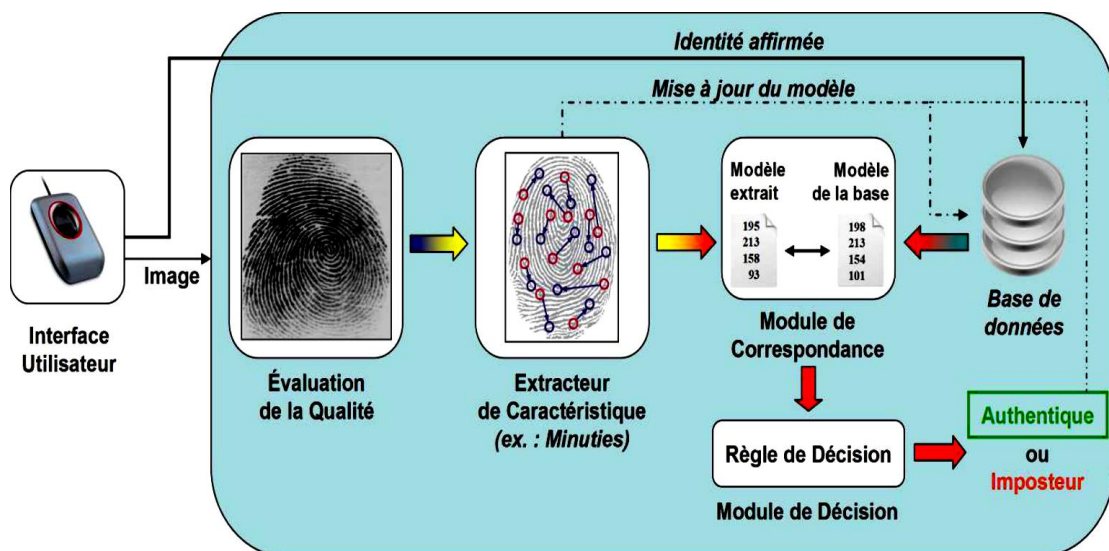 Identité affirmée
Mise à jour du modèle
Image
Interface
Utilisateur
Évaluation
de la Qualité
Extracteur
de Caractéristique
(ex. : Minuties)
Modèle
extrait
195
213
158
93
Modèle
de la base
198
213
154
101
Module de
Correspondance
Base de
données
Règle de Décision
Module de Décision
Authentique
ou
Imposteur